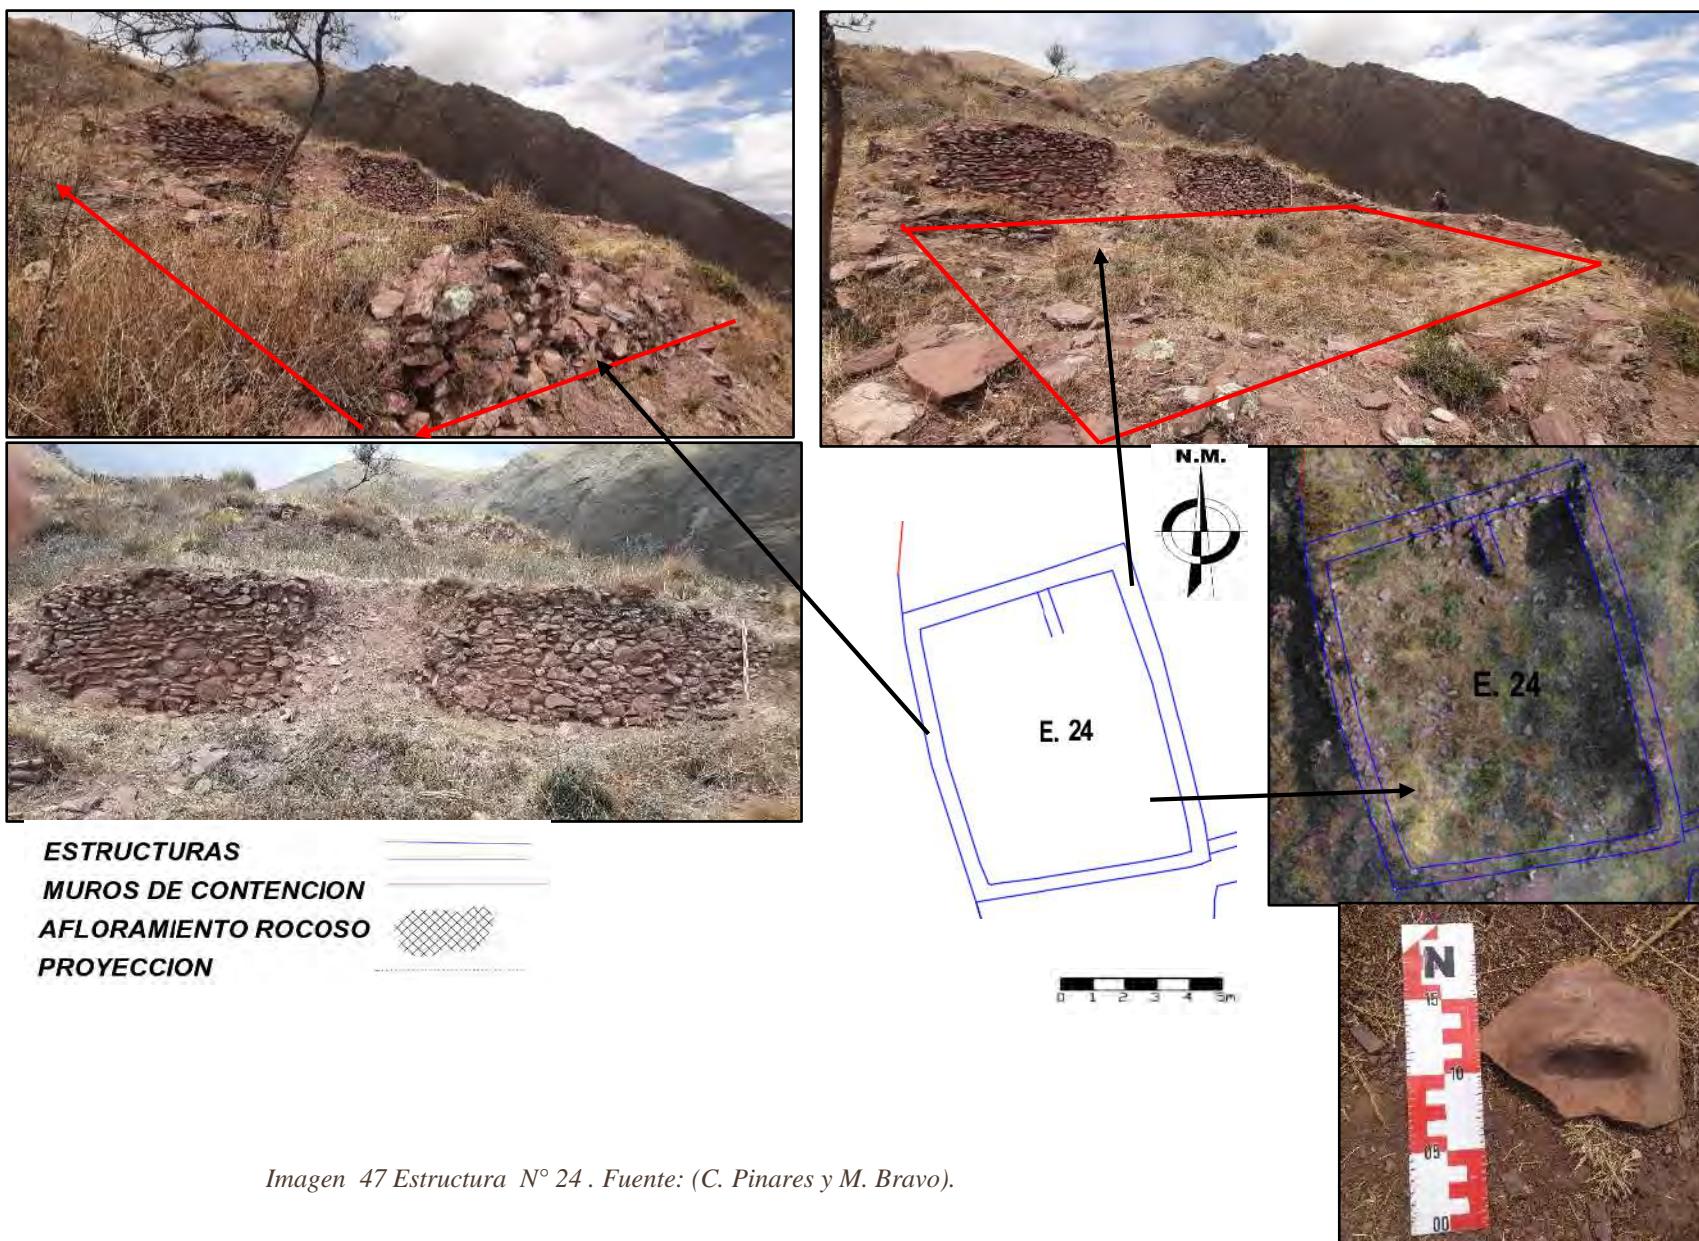 N.M.
E. 24
E. 24
ESTRUCTURAS
MUROS DE CONTENCION
AFLORAMIENTO ROCOSO
PROYECCION
0 1 2 3 4 5m
N
15
10
05
00
Imagen 47 Estructura N° 24 . Fuente: (C. Pinares y M. Bravo).